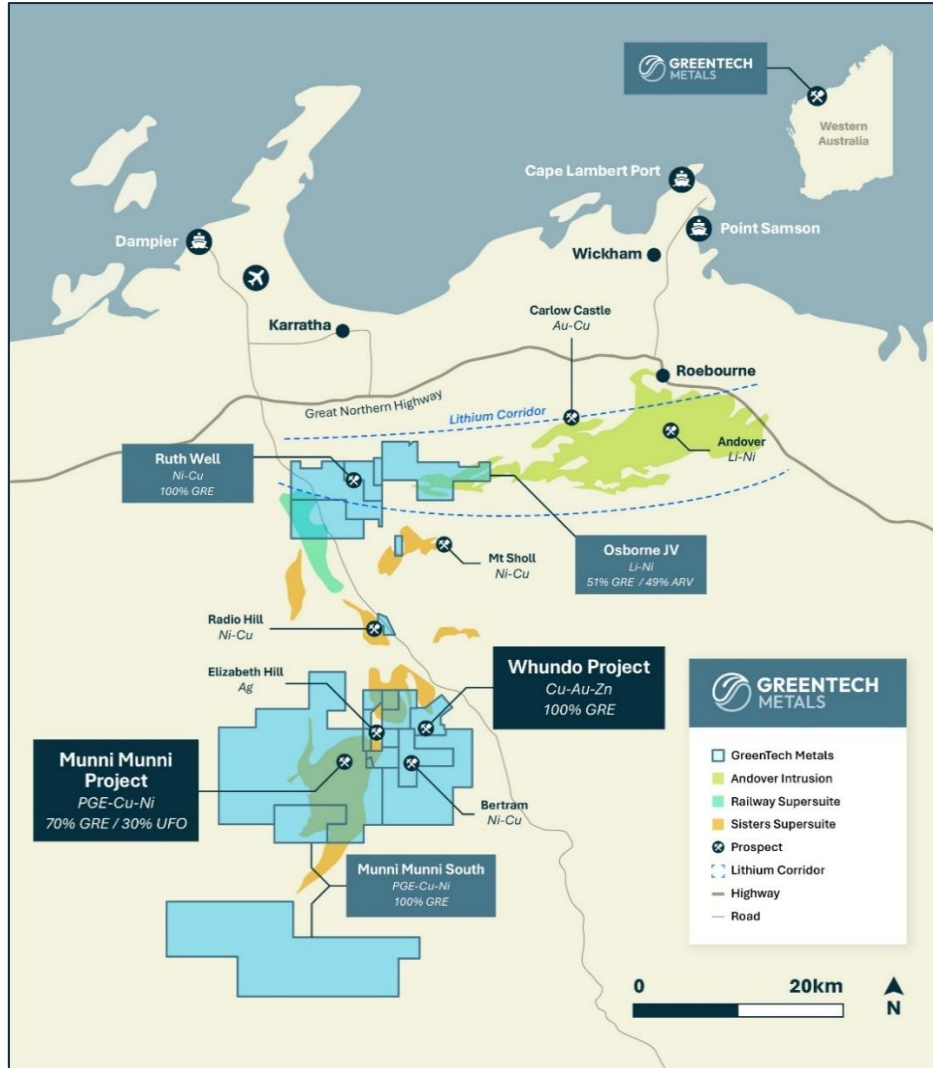 GREENTECH
METALS
Western
Australia
Cape Lambert Port
Point Samson
Dampier
Wickham
Carlow Castle
Au-Cu
Karratha
Roebourne
Great Northern Highway
Lithium Corridor
Andover
Li-Ni
Ruth Well
Ni-Cu
100% GRE
Mt Sholl
Ni-Cu
Osborne JV
Li-Ni
51% GRE / 49% ARV
Radio Hill
Ni-Cu
Elizabeth Hill
Ag
Whundo Project
Cu-Au-Zn
100% GRE
Munni Munni
Project
PGE-Cu-Ni
70% GRE / 30% UFO
Bertram
Ni-Cu
Munni Munni South
PGE-Cu-Ni
100% GRE
GREENTECH
METALS
GreenTech Metals
Andover Intrusion
Railway Supersuite
Sisters Supersuite
Prospect
Lithium Corridor
Highway
Road
0 20km
N